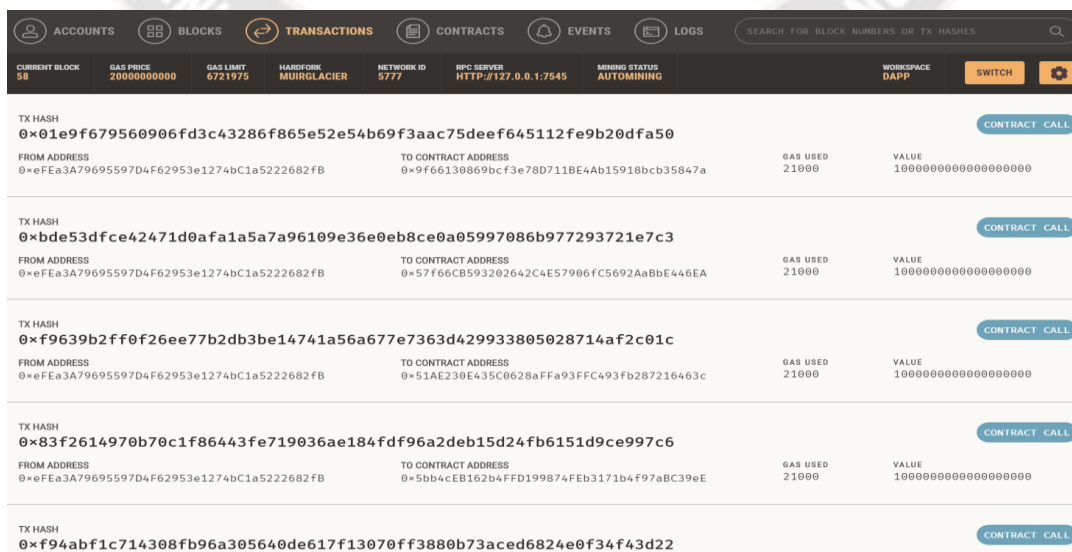 ACCOUNTS BLOCKS TRANSACTIONS CONTRACTS EVENTS LOGS SEARCH FOR BLOCK NUMBERS OR TX HASHES
CURRENT BLOCK GAS PRICE GAS LIMIT HARDFORK NETWORK ID RPC SERVER MINING STATUS WORKSPACE
58 20000000000 6721975 MUIRGLACIER 5777 HTTP://127.0.0.1:7545 AUTOMINING DAPP SWITCH
TX HASH
0×01e9f679560906fd3c43286f865e52e54b69f3aac75deef645112fe9b20dfa50 CONTRACT CALL
FROM ADDRESS TO CONTRACT ADDRESS GAS USED VALUE
0×eFEa3A79695597D4F62953e1274bC1a5222682fB 0×9f66130869bcf3e78D711BE4Ab15918bcb35847a 21000 1000000000000000000
TX HASH
0×bde53dfce42471d0afa1a5a7a96109e36e0eb8ce0a05997086b977293721e7c3 CONTRACT CALL
FROM ADDRESS TO CONTRACT ADDRESS GAS USED VALUE
0×eFEa3A79695597D4F62953e1274bC1a5222682fB 0×57f66CB593202642C4E57906fC5692AaBbE446EA 21000 1000000000000000000
TX HASH
0×f9639b2ff0f26ee77b2db3be14741a56a677e7363d429933805028714af2c01c CONTRACT CALL
FROM ADDRESS TO CONTRACT ADDRESS GAS USED VALUE
0×eFEa3A79695597D4F62953e1274bC1a5222682fB 0×51AE230E435C0628aFFa93FFC493fb287216463c 21000 1000000000000000000
TX HASH
0×83f2614970b70c1f86443fe719036ae184fdf96a2deb15d24fb6151d9ce997c6 CONTRACT CALL
FROM ADDRESS TO CONTRACT ADDRESS GAS USED VALUE
0×eFEa3A79695597D4F62953e1274bC1a5222682fB 0×5bb4cEB162b4FFD199874FEb3171b4f97aBC39eE 21000 1000000000000000000
TX HASH
0×f94abf1c714308fb96a305640de617f13070ff3880b73aced6824e0f34f43d22 CONTRACT CALL